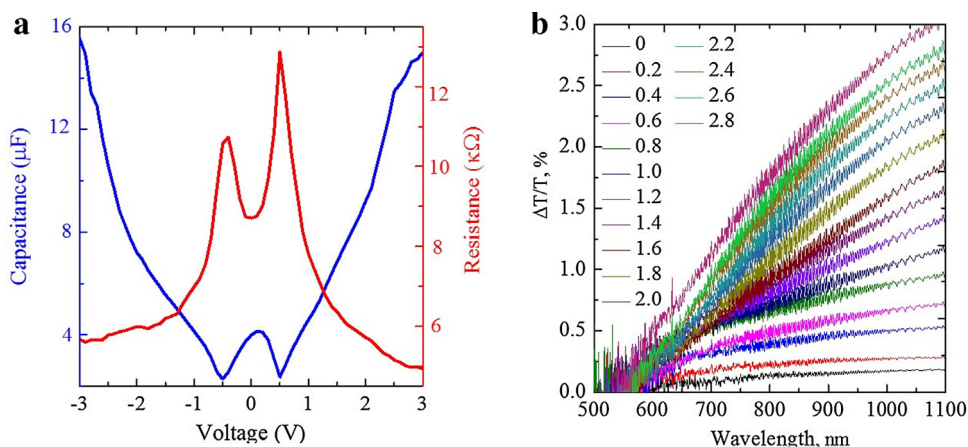 a
16
12
8
4
Capacitance (μF)
12
10
8
6
Resistance (κΩ)
-3 -2 -1 0 1 2 3
Voltage (V)
b
3.0
2.5
2.0
1.5
1.0
0.5
0.0
ΔT/T, %
0 2.2
0.2 2.4
0.4 2.6
0.6 2.8
0.8
1.0
1.2
1.4
1.6
1.8
2.0
500 600 700 800 900 1000 1100
Wavelength, nm